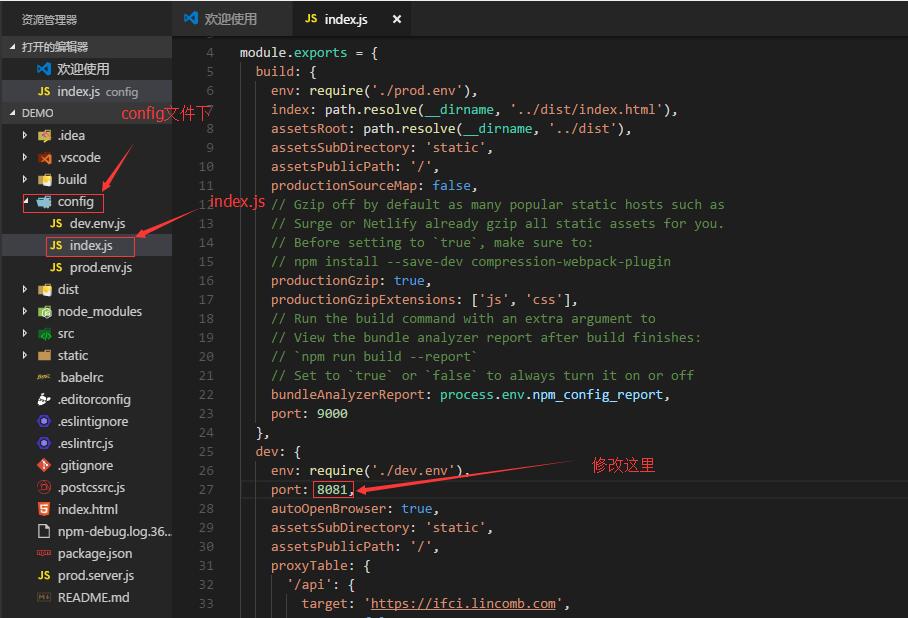 资源管理器
打开的编辑器
欢迎使用
JS index.js config
DEMO
.idea
.vscode
build
config
JS dev.env.js
JS index.js
JS prod.env.js
dist
node_modules
src
static
.babelrc
.editorconfig
.eslintignore
.eslintrc.js
.gitignore
.postcssrc.js
index.html
npm-debug.log.36...
package.json
JS prod.server.js
README.md
config文件下
index.js
欢迎使用
JS index.js ×
4 module.exports = {
5 build: {
6 env: require('./prod.env'),
7 index: path.resolve(__dirname, '../dist/index.html'),
8 assetsRoot: path.resolve(__dirname, '../dist'),
9 assetsSubDirectory: 'static',
10 assetsPublicPath: '/',
11 productionSourceMap: false,
12 // Gzip off by default as many popular static hosts such as
13 // Surge or Netlify already gzip all static assets for you.
14 // Before setting to `true`, make sure to:
15 // npm install --save-dev compression-webpack-plugin
16 productionGzip: true,
17 productionGzipExtensions: ['js', 'css'],
18 // Run the build command with an extra argument to
19 // View the bundle analyzer report after build finishes:
20 // `npm run build --report`
21 // Set to `true` or `false` to always turn it on or off
22 bundleAnalyzerReport: process.env.npm_config_report,
23 port: 9000
24 },
25 dev: {
26 env: require('./dev.env'),
27 port: 8081,
修改这里
28 autoOpenBrowser: true,
29 assetsSubDirectory: 'static',
30 assetsPublicPath: '/',
31 proxyTable: {
32 '/api': {
33 target: 'https://ifci.lincomb.com',